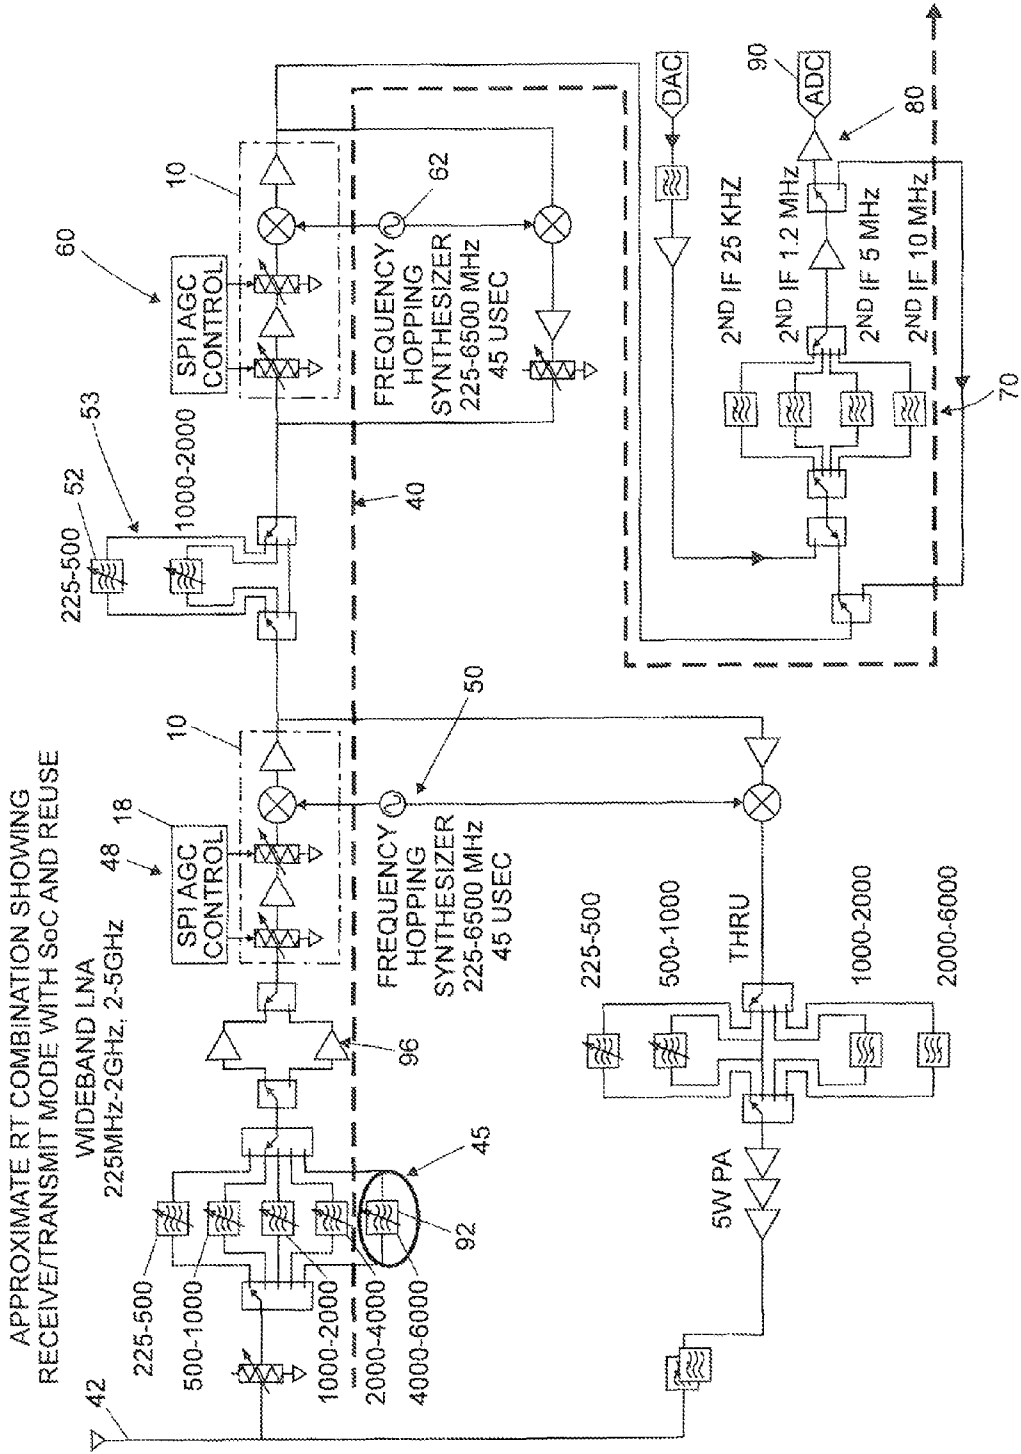 APPROXIMATE RT COMBINATION SHOWING
RECEIVE/TRANSMIT MODE WITH SoC AND REUSE
WIDEBAND LNA
225MHz-2GHz, 2-5GHz
42
225-500
500-1000
1000-2000
2000-4000
4000-6000
92
45
96
48
18
SPI AGC
CONTROL
10
FREQUENCY
HOPPING
SYNTHESIZER
225-6500 MHz
45 USEC
50
225-500
52
53
1000-2000
40
60
SPI AGC
CONTROL
10
FREQUENCY
HOPPING
SYNTHESIZER
225-6500 MHz
45 USEC
62
5W PA
225-500
500-1000
THRU
1000-2000
2000-6000
DAC
90
ADC
80
2ND IF 25 KHZ
2ND IF 1.2 MHz
2ND IF 5 MHz
2ND IF 10 MHz
70